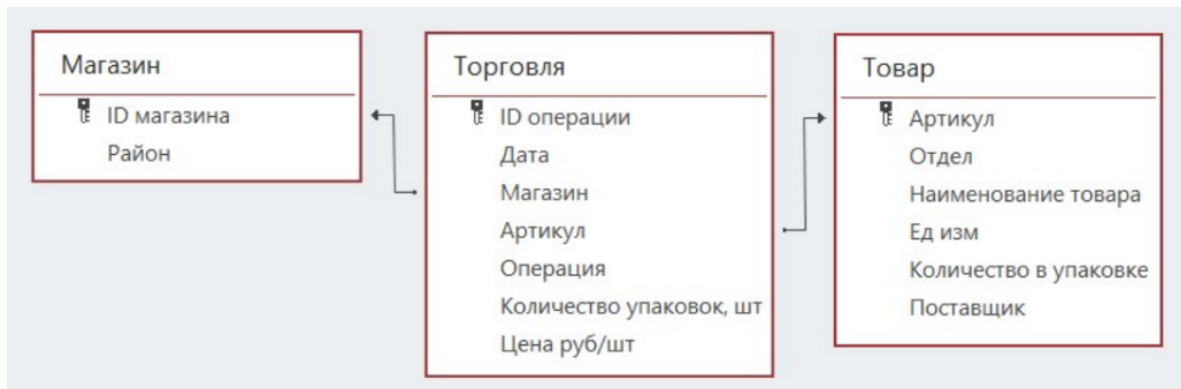 Магазин
ID магазина
Район
Торговля
ID операции
Дата
Магазин
Артикул
Операция
Количество упаковок, шт
Цена руб/шт
Товар
Артикул
Отдел
Наименование товара
Ед изм
Количество в упаковке
Поставщик